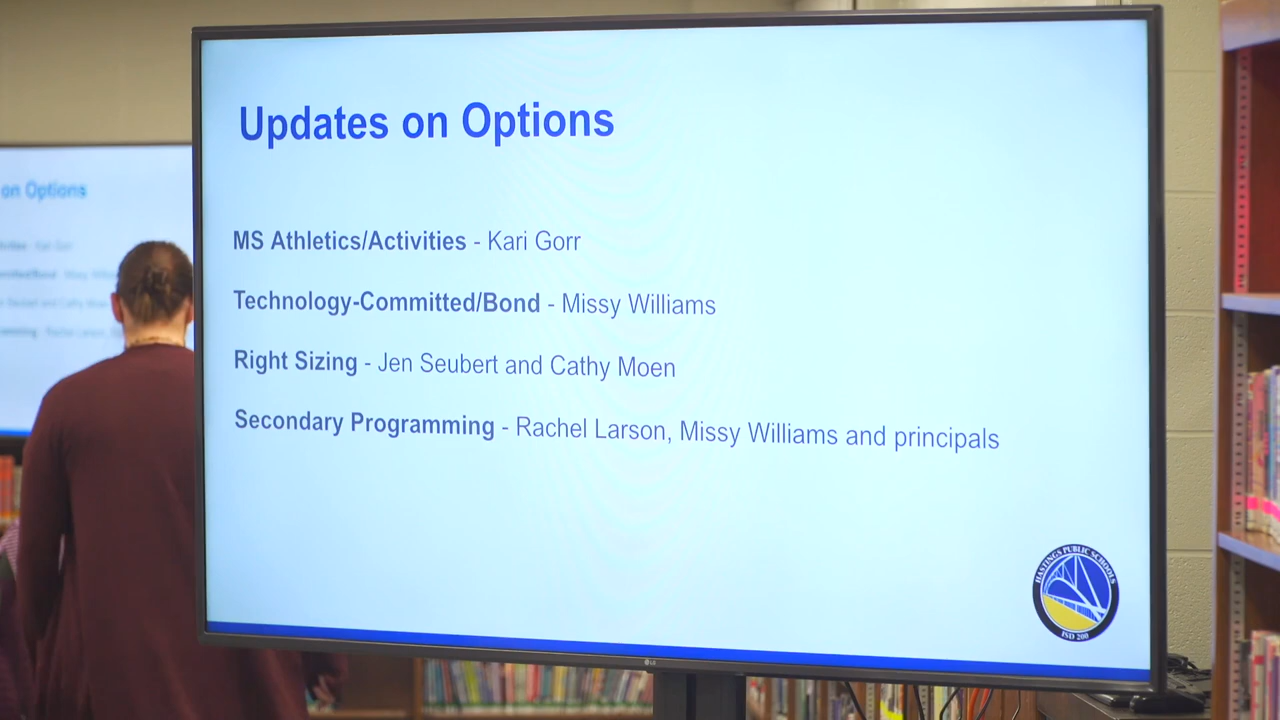 Updates on Options
MS Athletics/Activities - Kari Gorr
Technology-Committed/Bond - Missy Williams
Right Sizing - Jen Seubert and Cathy Moen
Secondary Programming - Rachel Larson, Missy Williams and principals
HASTINGS PUBLIC SCHOOLS
ISD 200
LG
on Options